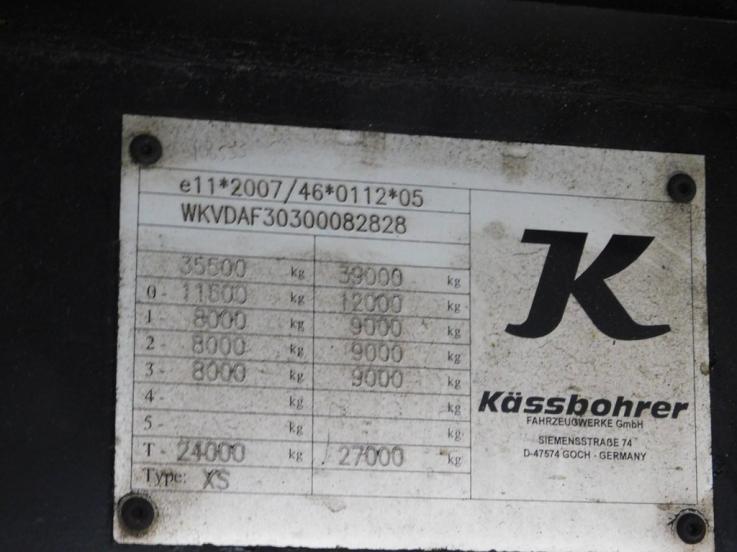 e11*2007/46*0112*05
WKVDAF30300082828
35500 kg 39000 kg
0- 11500 kg 12000 kg
1- 8000 kg 9000 kg
2- 8000 kg 9000 kg
3- 8000 kg 9000 kg
4- kg kg
5- kg kg
T- 24000 kg 27000 kg
Type: XS
K
Kässbohrer
FAHRZEUGWERKE GmbH
SIEMENSSTRAßE 74
D-47574 GOCH - GERMANY